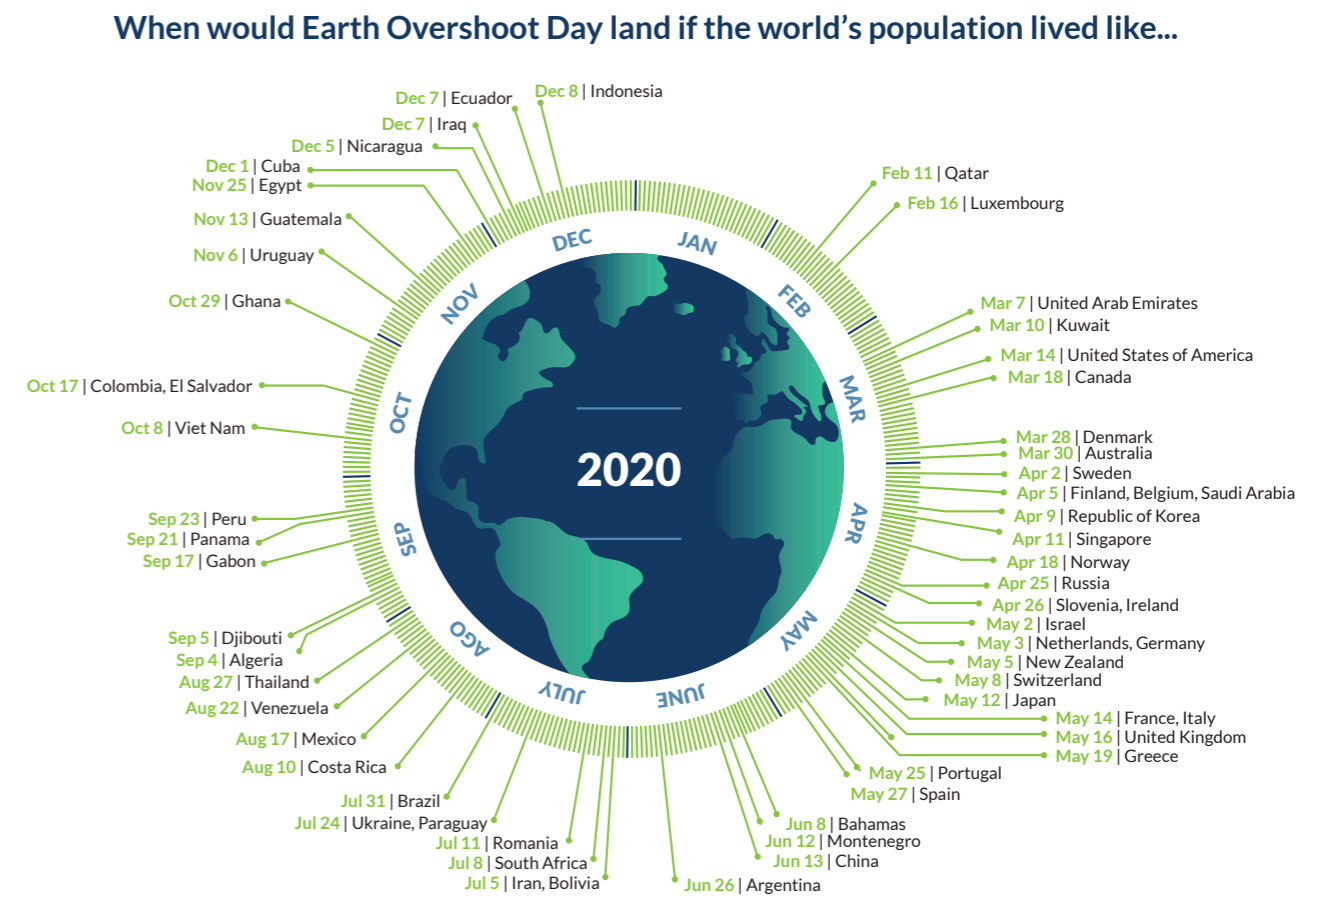 When would Earth Overshoot Day land if the world's population lived like...
Dec 8 | Indonesia
Dec 7 | Ecuador
Dec 7 | Iraq
Dec 5 | Nicaragua
Dec 1 | Cuba
Nov 25 | Egypt
Nov 13 | Guatemala
Nov 6 | Uruguay
Oct 29 | Ghana
Oct 17 | Colombia, El Salvador
Oct 8 | Viet Nam
Sep 23 | Peru
Sep 21 | Panama
Sep 17 | Gabon
Sep 5 | Djibouti
Sep 4 | Algeria
Aug 27 | Thailand
Aug 22 | Venezuela
Aug 17 | Mexico
Aug 10 | Costa Rica
Jul 31 | Brazil
Jul 24 | Ukraine, Paraguay
Jul 11 | Romania
Jul 8 | South Africa
Jul 5 | Iran, Bolivia
Feb 11 | Qatar
Feb 16 | Luxembourg
Mar 7 | United Arab Emirates
Mar 10 | Kuwait
Mar 14 | United States of America
Mar 18 | Canada
Mar 28 | Denmark
Mar 30 | Australia
Apr 2 | Sweden
Apr 5 | Finland, Belgium, Saudi Arabia
Apr 9 | Republic of Korea
Apr 11 | Singapore
Apr 18 | Norway
Apr 25 | Russia
Apr 26 | Slovenia, Ireland
May 2 | Israel
May 3 | Netherlands, Germany
May 5 | New Zealand
May 8 | Switzerland
May 12 | Japan
May 14 | France, Italy
May 16 | United Kingdom
May 19 | Greece
May 25 | Portugal
May 27 | Spain
Jun 8 | Bahamas
Jun 12 | Montenegro
Jun 13 | China
Jun 26 | Argentina
JAN
FEB
MAR
APR
MAY
JUNE
JULY
AGO
SEP
OCT
NOV
DEC
2020